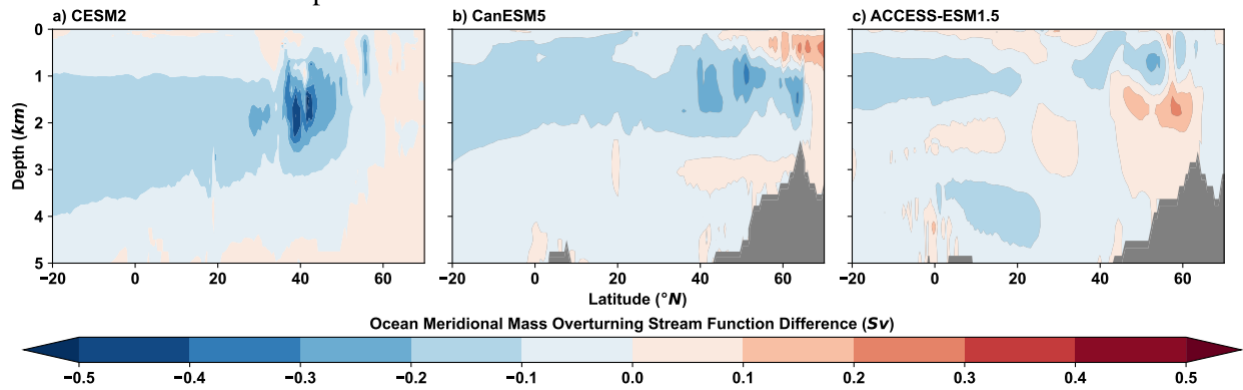 a) CESM2
b) CanESM5
c) ACCESS-ESM1.5
0
1
2
3
4
5
Depth (km)
−20 0 20 40 60
−20 0 20 40 60
−20 0 20 40 60
Latitude (°N)
Ocean Meridional Mass Overturning Stream Function Difference (Sv)
−0.5 −0.4 −0.3 −0.2 −0.1 0.0 0.1 0.2 0.3 0.4 0.5